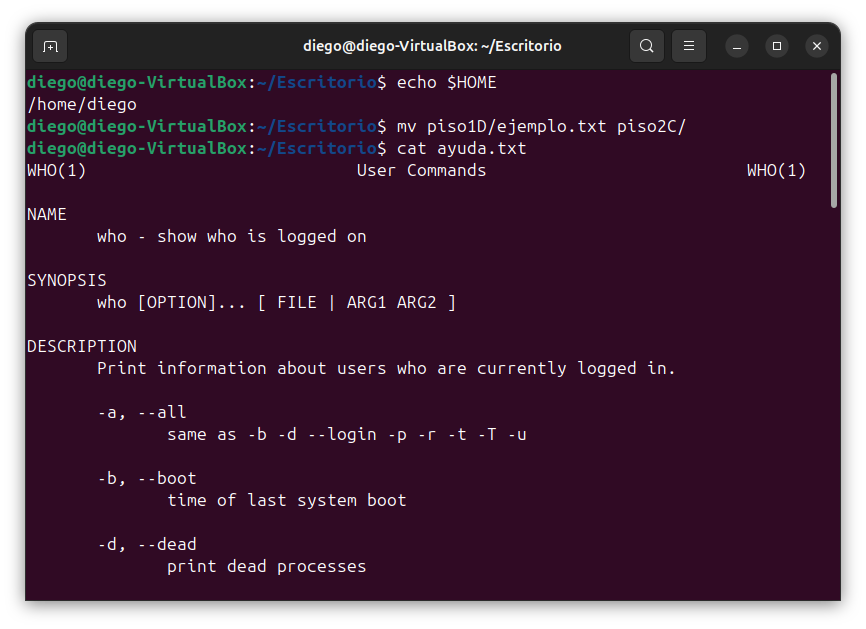 diego@diego-VirtualBox: ~/Escritorio
diego@diego-VirtualBox:~/Escritorio$ echo $HOME
/home/diego
diego@diego-VirtualBox:~/Escritorio$ mv piso1D/ejemplo.txt piso2C/
diego@diego-VirtualBox:~/Escritorio$ cat ayuda.txt
WHO(1)                           User Commands                          WHO(1)
NAME
       who - show who is logged on
SYNOPSIS
       who [OPTION]... [ FILE | ARG1 ARG2 ]
DESCRIPTION
       Print information about users who are currently logged in.
       -a, --all
              same as -b -d --login -p -r -t -T -u
       -b, --boot
              time of last system boot
       -d, --dead
              print dead processes